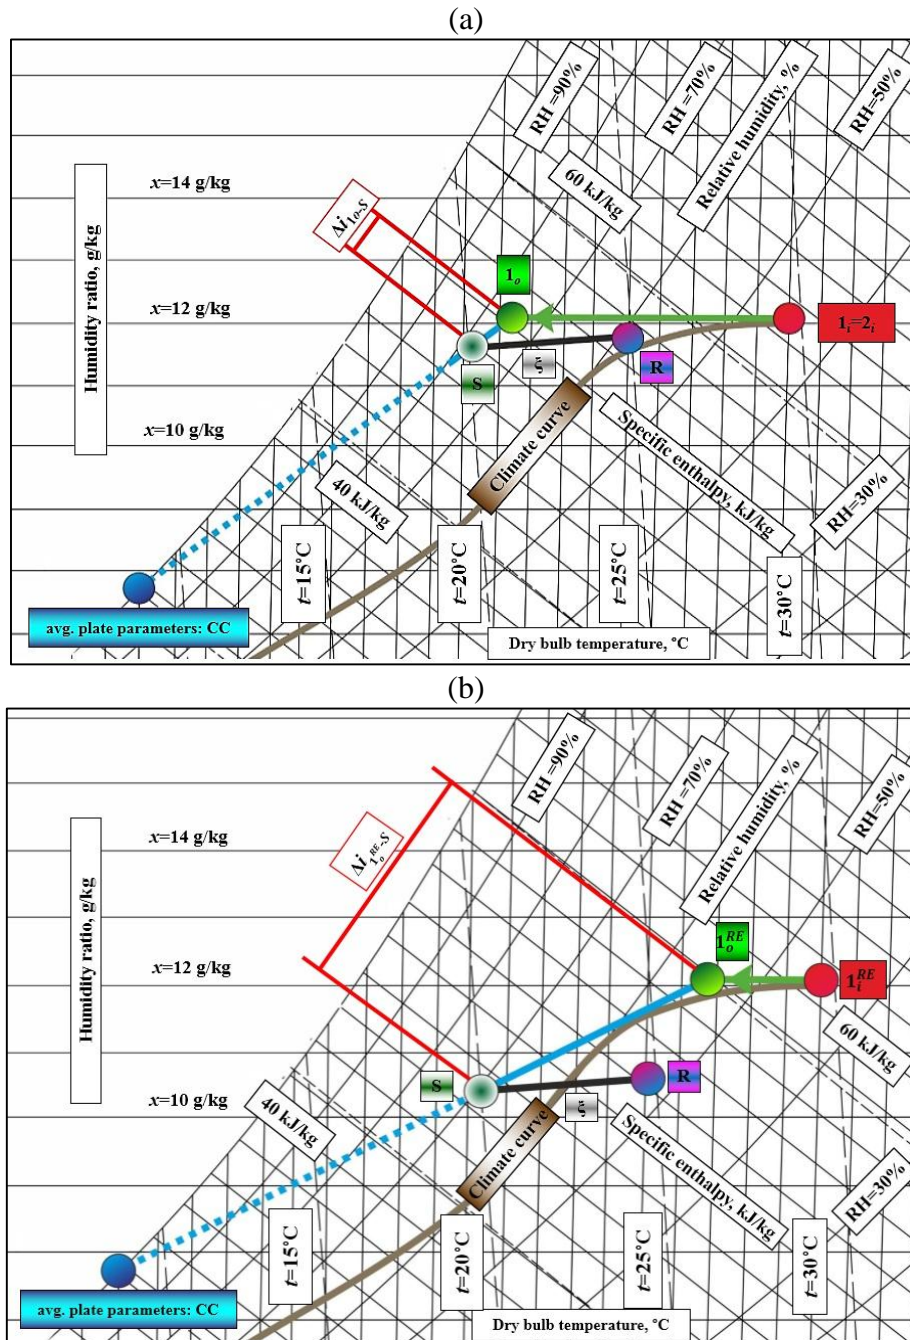 (a)
RH =90%
RH =70%
Relative humidity, %
RH=50%
60 kJ/kg
x=14 g/kg
Δi1o-S
Humidity ratio, g/kg
1o
x=12 g/kg
1i=2i
S
ξ
R
x=10 g/kg
Climate curve
Specific enthalpy, kJ/kg
40 kJ/kg
RH=30%
t=15°C
t=20°C
t=25°C
t=30°C
avg. plate parameters: CC
Dry bulb temperature, °C
(b)
RH =90%
RH =70%
Relative humidity, %
RH=50%
x=14 g/kg
Δi1oRE-S
Humidity ratio, g/kg
1oRE
x=12 g/kg
1iRE
60 kJ/kg
S
R
ξ
x=10 g/kg
40 kJ/kg
Climate curve
Specific enthalpy, kJ/kg
RH=30%
t=15°C
t=20°C
t=25°C
t=30°C
avg. plate parameters: CC
Dry bulb temperature, °C